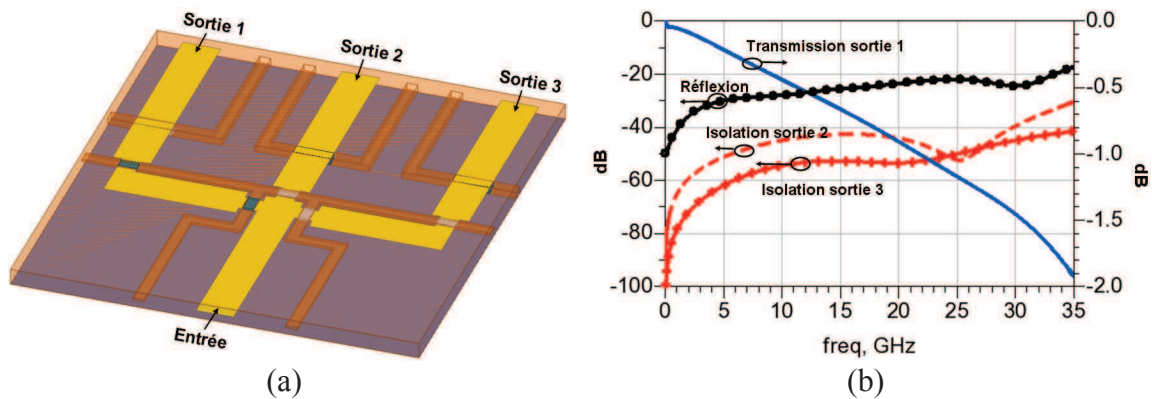 Sortie 1
Sortie 2
Sortie 3
Entrée
(a)
0
-20
-40
-60
-80
-100
dB
0.0
-0.5
-1.0
-1.5
-2.0
dB
Transmission sortie 1
Réflexion
Isolation sortie 2
Isolation sortie 3
0 5 10 15 20 25 30 35
freq, GHz
(b)